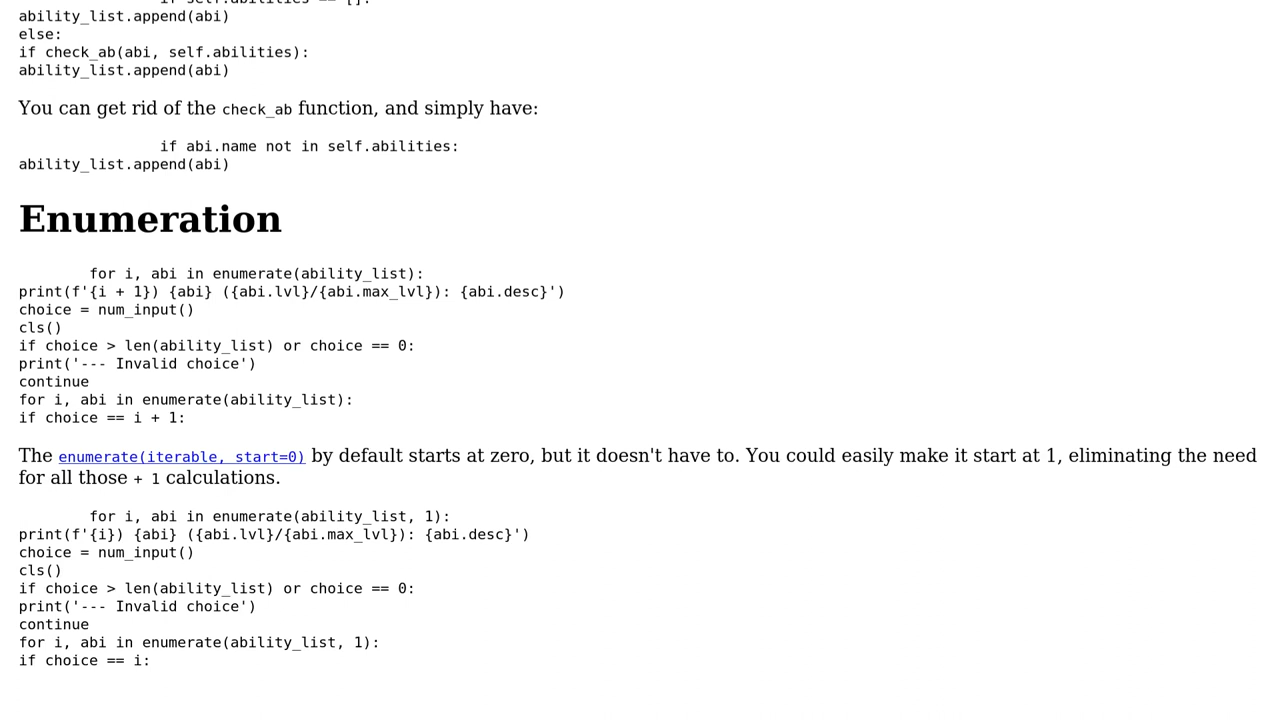 if self.abilities == []:
ability_list.append(abi)
else:
if check_ab(abi, self.abilities):
ability_list.append(abi)
You can get rid of the check_ab function, and simply have:
if abi.name not in self.abilities:
ability_list.append(abi)
Enumeration
for i, abi in enumerate(ability_list):
print(f'{i + 1}) {abi} ({abi.lvl}/{abi.max_lvl}): {abi.desc}')
choice = num_input()
cls()
if choice > len(ability_list) or choice == 0:
print('--- Invalid choice')
continue
for i, abi in enumerate(ability_list):
if choice == i + 1:
The enumerate(iterable, start=0) by default starts at zero, but it doesn't have to. You could easily make it start at 1, eliminating the need
for all those + 1 calculations.
for i, abi in enumerate(ability_list, 1):
print(f'{i}) {abi} ({abi.lvl}/{abi.max_lvl}): {abi.desc}')
choice = num_input()
cls()
if choice > len(ability_list) or choice == 0:
print('--- Invalid choice')
continue
for i, abi in enumerate(ability_list, 1):
if choice == i: